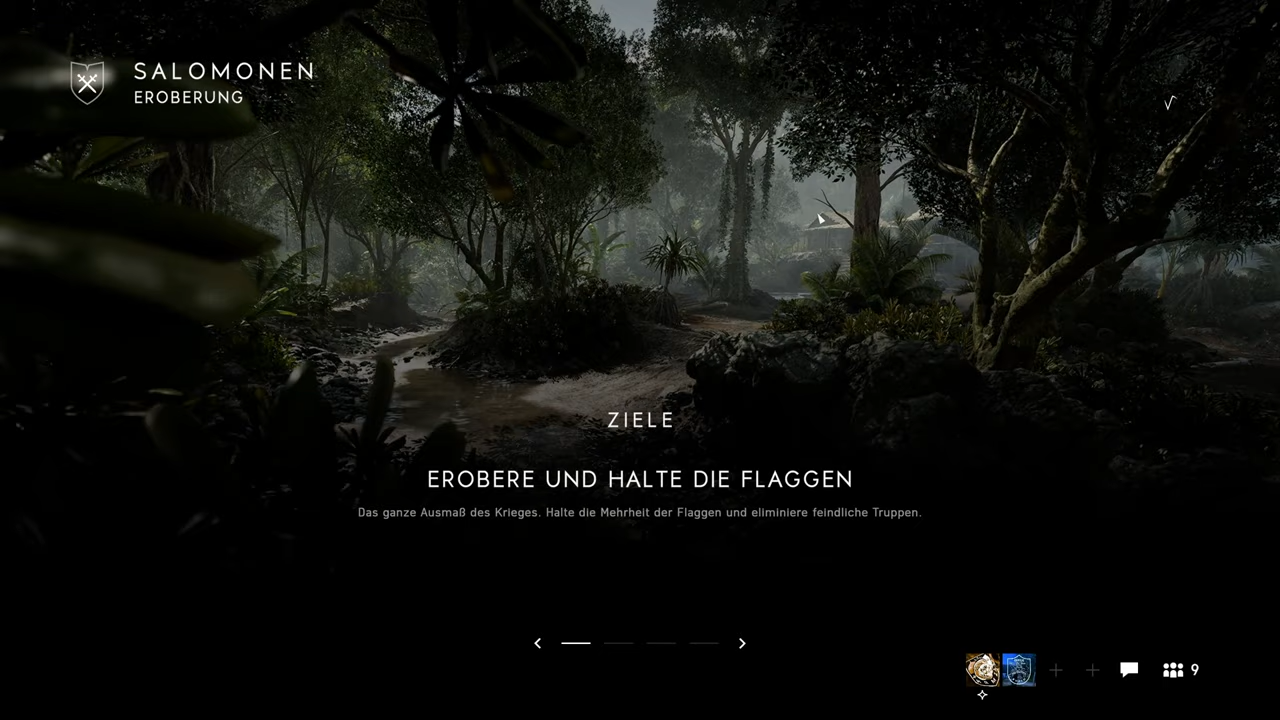 SALOMONEN
EROBERUNG
ZIELE
EROBERE UND HALTE DIE FLAGGEN
Das ganze Ausmaß des Krieges. Halte die Mehrheit der Flaggen und eliminiere feindliche Truppen.
9